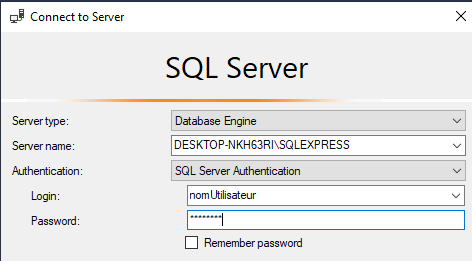 Connect to Server
SQL Server
Server type: Database Engine
Server name: DESKTOP-NKH63RI\SQLEXPRESS
Authentication: SQL Server Authentication
Login: nomUtilisateur
Password: ********
Remember password